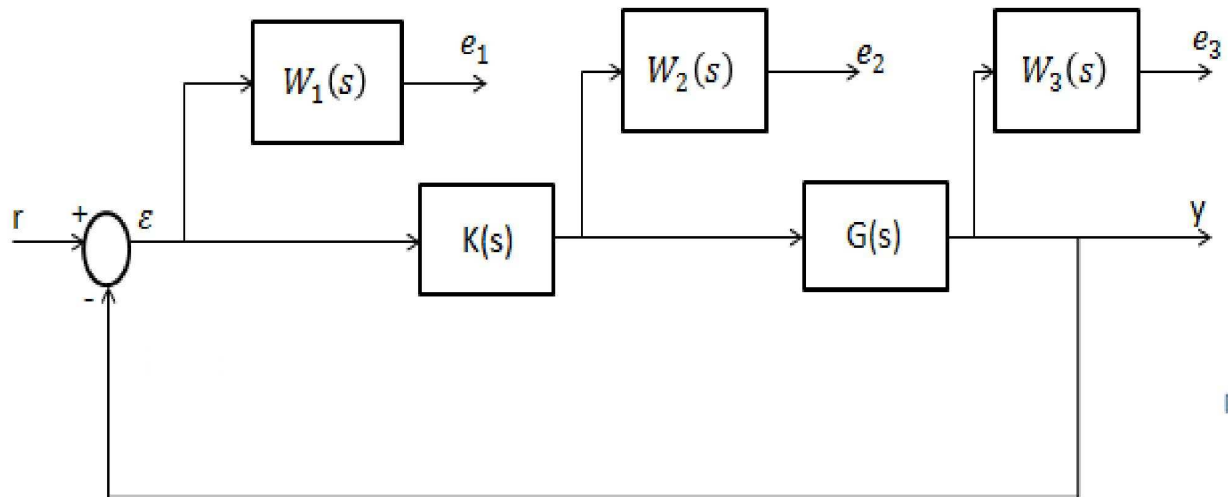 W₁(s)
e₁
W₂(s)
e₂
W₃(s)
e₃
r
+
ε
-
K(s)
G(s)
y